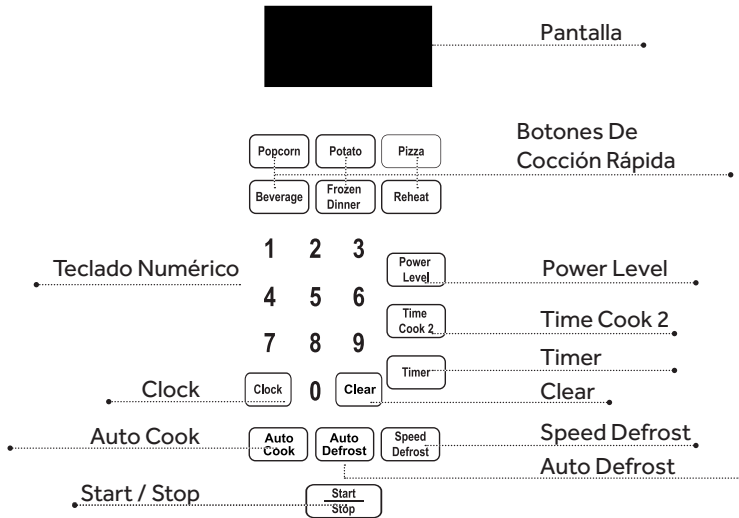 Pantalla
Botones De
Cocción Rápida
Popcorn Potato Pizza
Beverage Frozen Dinner Reheat
1 2 3
Teclado Numérico
Power Level
Power Level
4 5 6
Time Cook 2
Time Cook 2
7 8 9
Timer
Timer
Clock
Clock 0 Clear
Clear
Auto Cook
Auto Cook Auto Defrost Speed Defrost
Speed Defrost
Auto Defrost
Start / Stop
Start
Stop